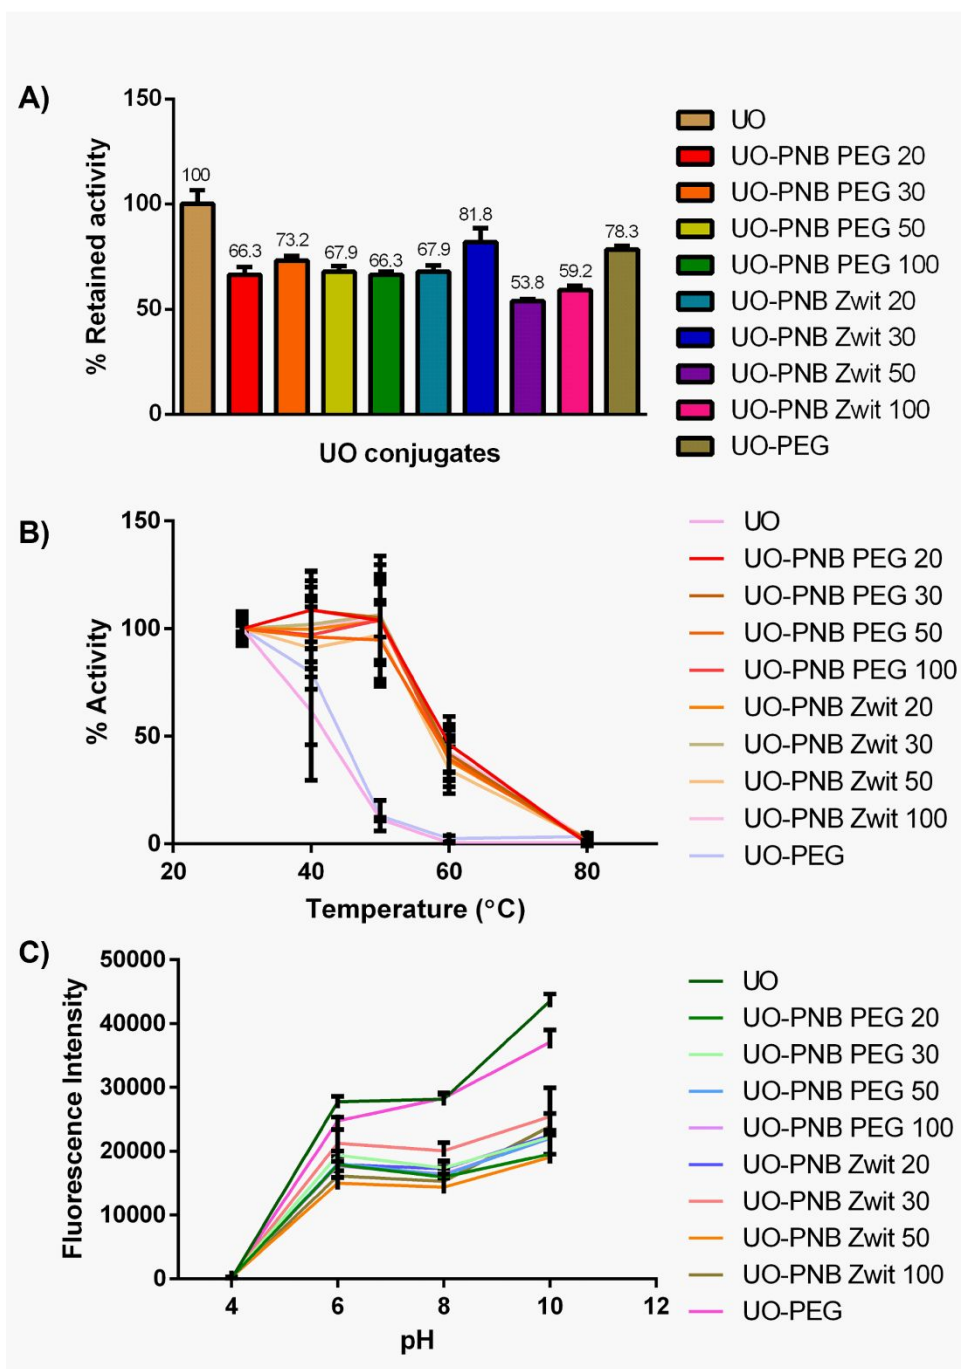 A)
150
100
50
0
% Retained activity
100
66.3
73.2
67.9
66.3
67.9
81.8
53.8
59.2
78.3
UO conjugates
UO
UO-PNB PEG 20
UO-PNB PEG 30
UO-PNB PEG 50
UO-PNB PEG 100
UO-PNB Zwit 20
UO-PNB Zwit 30
UO-PNB Zwit 50
UO-PNB Zwit 100
UO-PEG
B)
150
100
50
0
% Activity
20
40
60
80
Temperature (°C)
UO
UO-PNB PEG 20
UO-PNB PEG 30
UO-PNB PEG 50
UO-PNB PEG 100
UO-PNB Zwit 20
UO-PNB Zwit 30
UO-PNB Zwit 50
UO-PNB Zwit 100
UO-PEG
C)
50000
40000
30000
20000
10000
0
Fluorescence Intensity
4
6
8
10
12
pH
UO
UO-PNB PEG 20
UO-PNB PEG 30
UO-PNB PEG 50
UO-PNB PEG 100
UO-PNB Zwit 20
UO-PNB Zwit 30
UO-PNB Zwit 50
UO-PNB Zwit 100
UO-PEG